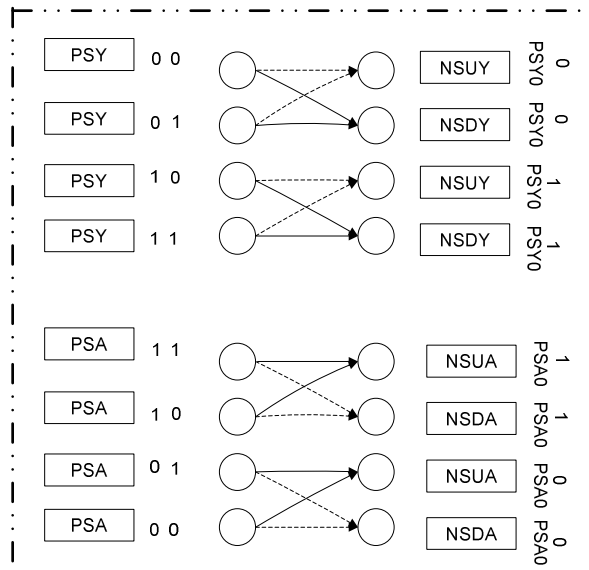 PSY 0 0 NSUY PSY0 0
PSY 0 1 NSDY PSY0 0
PSY 1 0 NSUY PSY0 1
PSY 1 1 NSDY PSY0 1
PSA 1 1 NSUA PSA0 1
PSA 1 0 NSDA PSA0 1
PSA 0 1 NSUA PSA0 0
PSA 0 0 NSDA PSA0 0